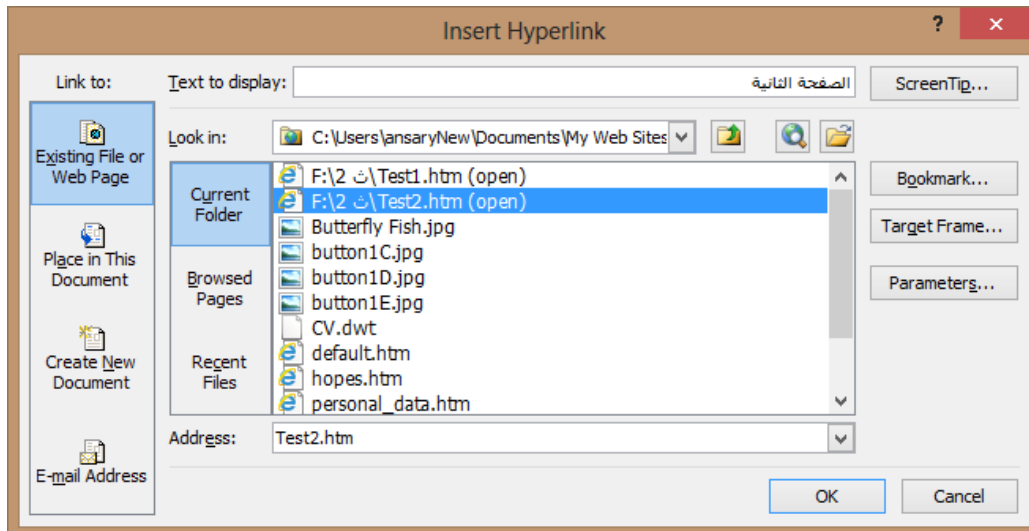 Insert Hyperlink
?
×
Link to:
Text to display:
الصفحة الثانية
ScreenTip...
Existing File or
Web Page
Place in This
Document
Create New
Document
E-mail Address
Look in:
C:\Users\ansaryNew\Documents\My Web Sites
Current
Folder
Browsed
Pages
Recent
Files
F:\2 ث\Test1.htm (open)
F:\2 ث\Test2.htm (open)
Butterfly Fish.jpg
button1C.jpg
button1D.jpg
button1E.jpg
CV.dwt
default.htm
hopes.htm
personal_data.htm
Bookmark...
Target Frame...
Parameters...
Address:
Test2.htm
OK
Cancel